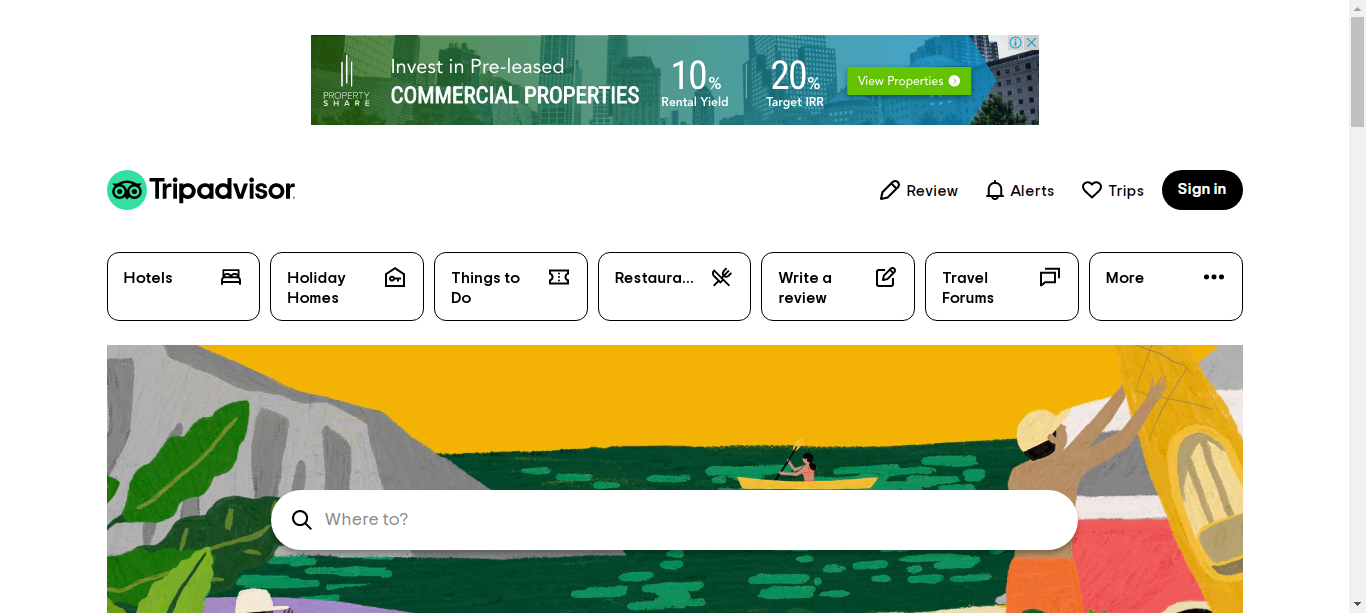 Invest in Pre-leased
COMMERCIAL PROPERTIES
PROPERTY
SHARE
10%
Rental Yield
20%
Target IRR
View Properties
Tripadvisor
Review
Alerts
Trips
Sign in
Hotels
Holiday
Homes
Things to
Do
Restaura...
Write a
review
Travel
Forums
More
Where to?